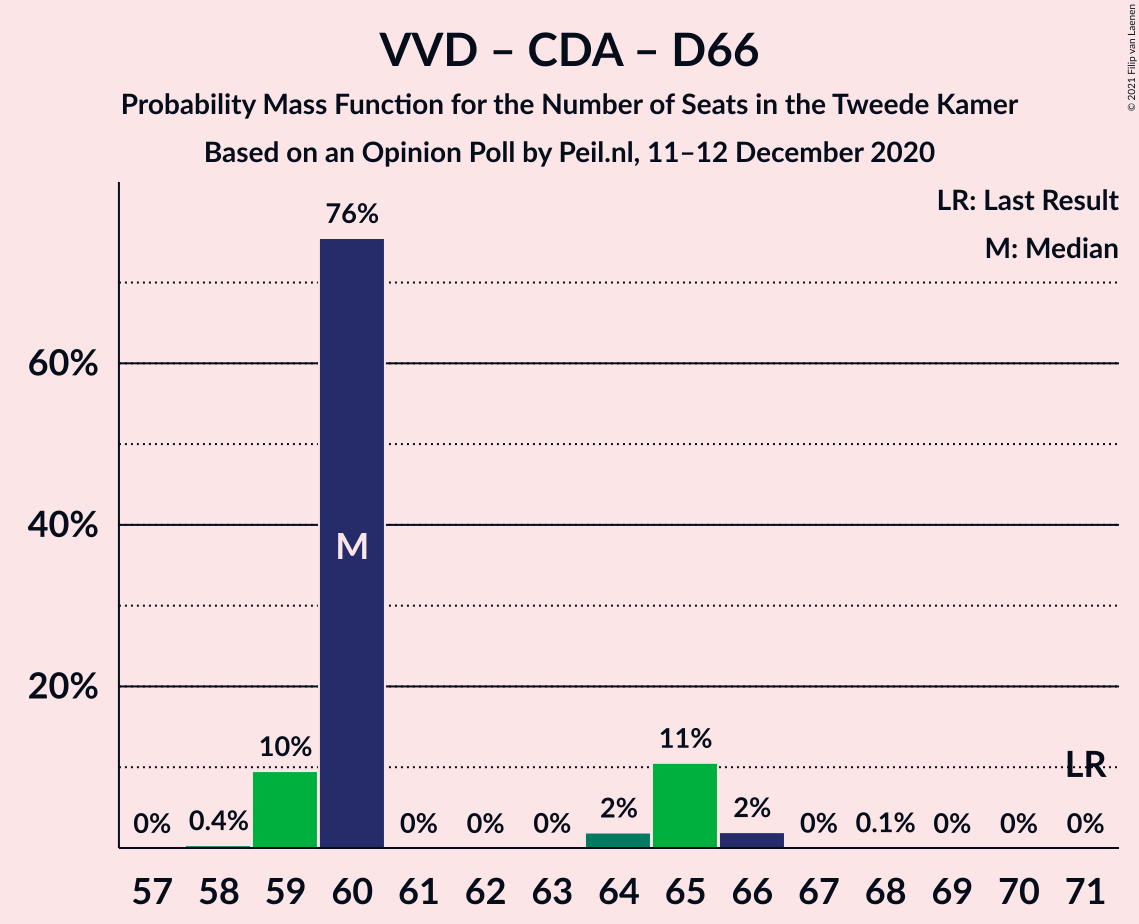 VVD – CDA – D66
Probability Mass Function for the Number of Seats in the Tweede Kamer
Based on an Opinion Poll by Peil.nl, 11–12 December 2020
© 2021 Filip van Laenen
LR: Last Result
M: Median
76%
60%
40%
M
20%
10%
11%
LR
0%
0.4%
0%
0%
0%
2%
2%
0%
0.1%
0%
0%
0%
57 58 59 60 61 62 63 64 65 66 67 68 69 70 71